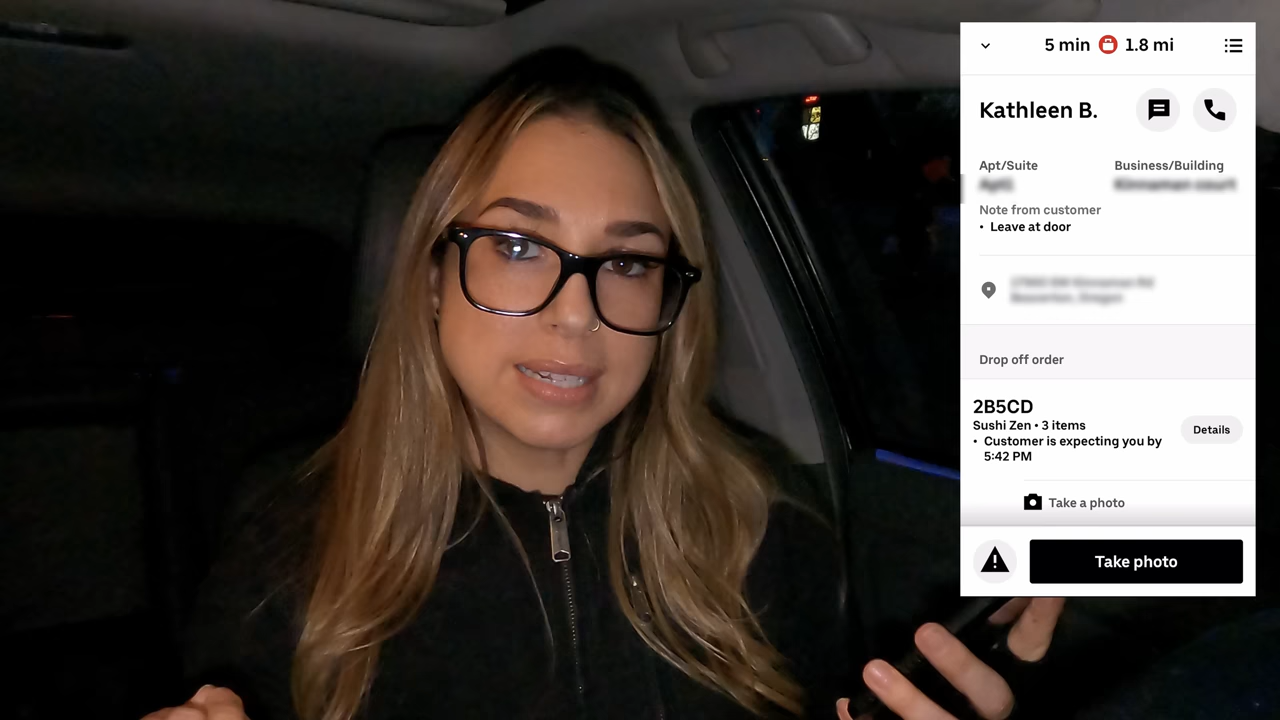 5 min 1.8 mi
Kathleen B.
Apt/Suite Business/Building
Note from customer
• Leave at door
Drop off order
2B5CD
Sushi Zen • 3 items
Details
• Customer is expecting you by
5:42 PM
Take a photo
Take photo